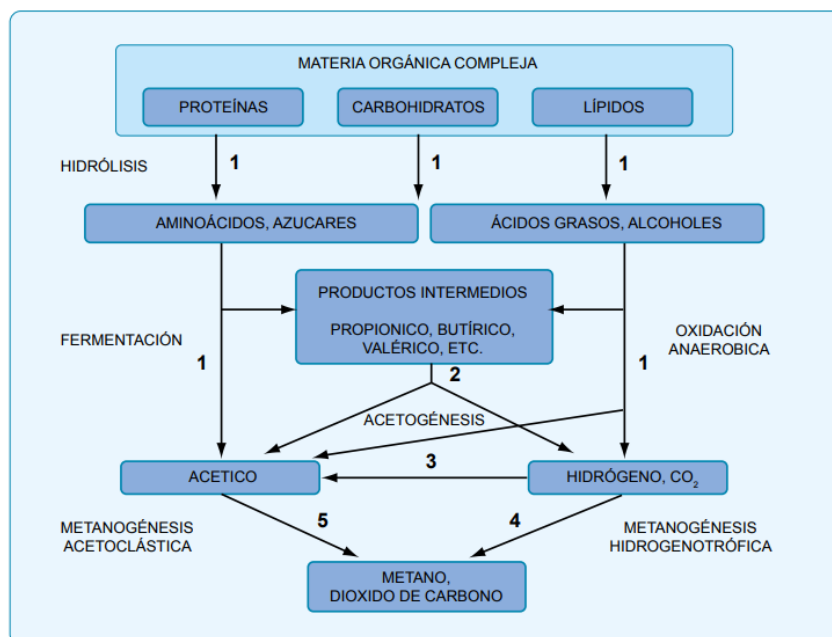 MATERIA ORGÁNICA COMPLEJA
PROTEÍNAS
CARBOHIDRATOS
LÍPIDOS
HIDRÓLISIS
1
1
1
AMINOÁCIDOS, AZUCARES
ÁCIDOS GRASOS, ALCOHOLES
PRODUCTOS INTERMEDIOS
PROPIONICO, BUTÍRICO,
VALÉRICO, ETC.
FERMENTACIÓN
OXIDACIÓN
ANAEROBICA
1
2
1
ACETOGÉNESIS
ACETICO
3
HIDRÓGENO, CO₂
METANOGÉNESIS
ACETOCLÁSTICA
5
4
METANOGÉNESIS
HIDROGENOTRÓFICA
METANO,
DIOXIDO DE CARBONO